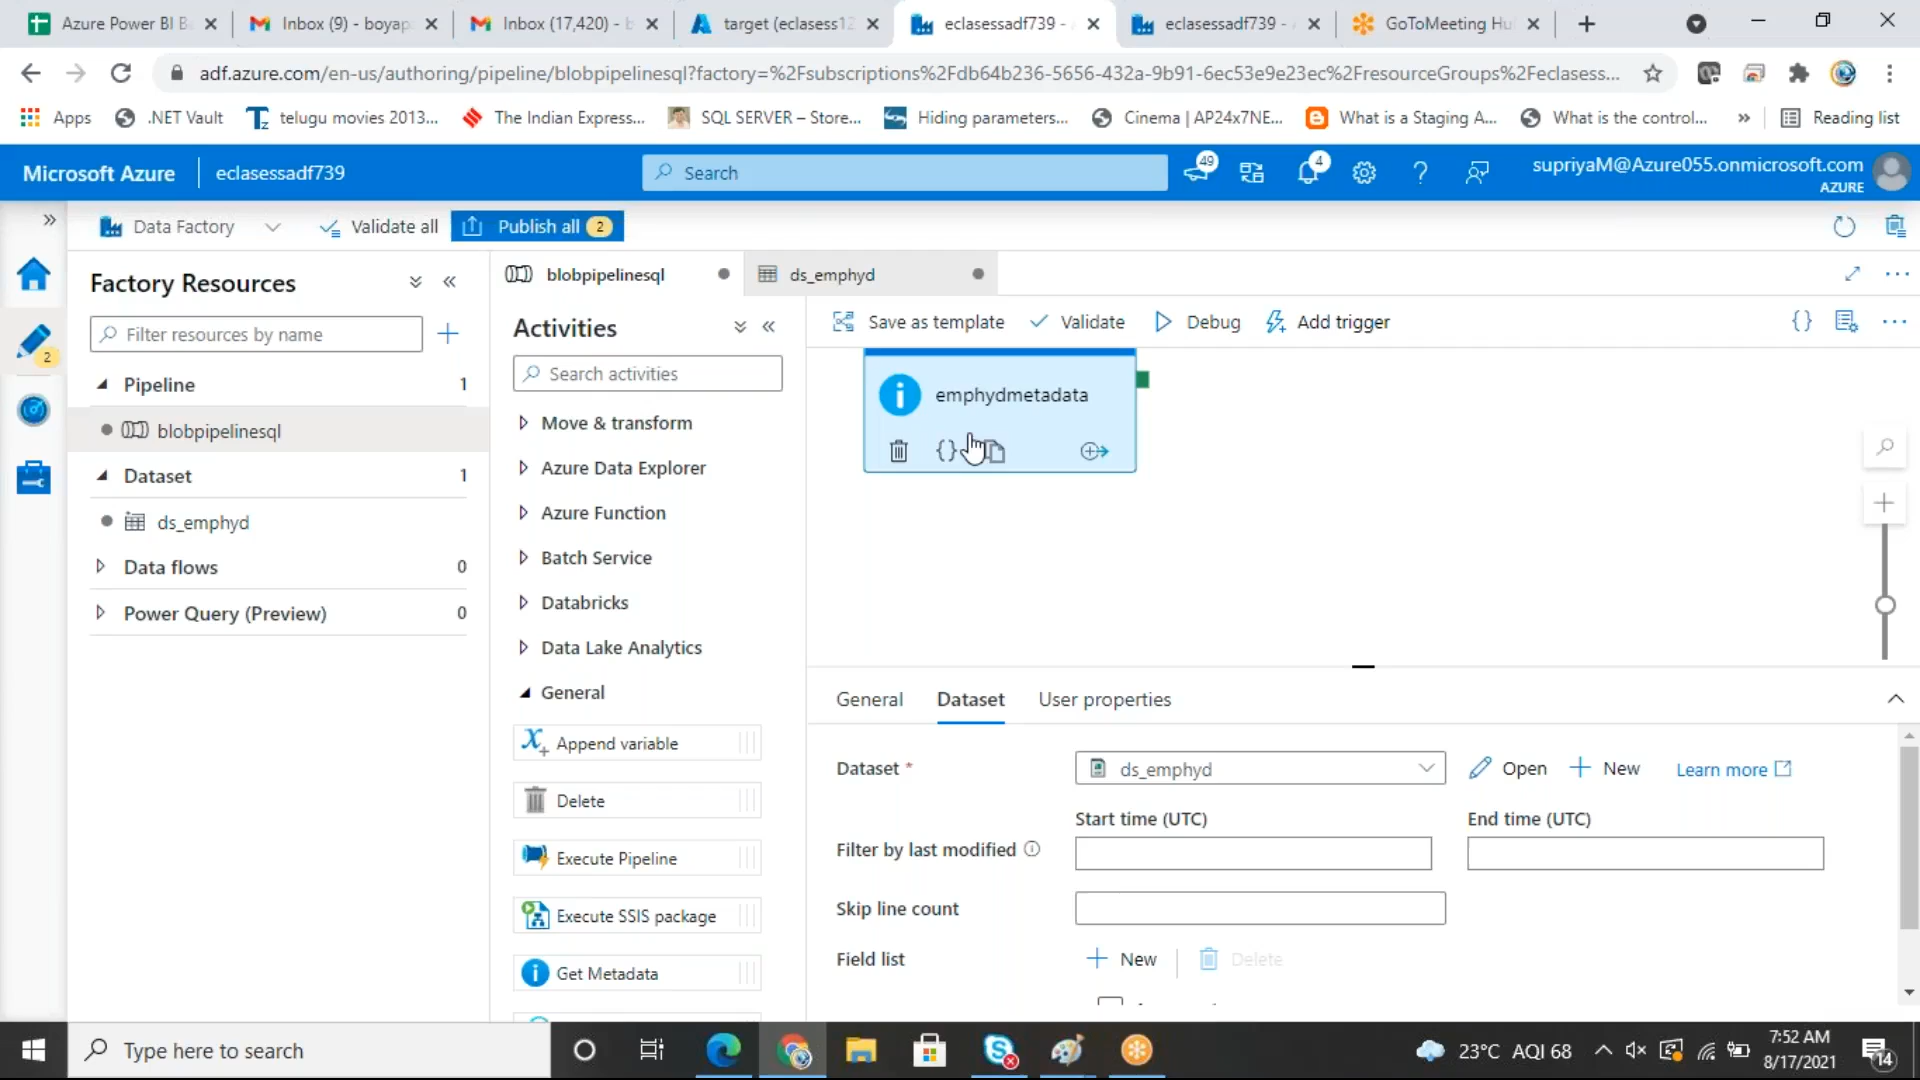 Azure Power BI B
Inbox (9) - boyap
Inbox (17,420) - b
target (eclasess12
eclasessadf739 -
eclasessadf739 -
GoToMeeting Hu
adf.azure.com/en-us/authoring/pipeline/blobpipelinesql?factory=%2Fsubscriptions%2Fdb64b236-5656-432a-9b91-6ec53e9e23ec%2FresourceGroups%2Feclasess...
Apps
.NET Vault
telugu movies 2013...
The Indian Express...
SQL SERVER – Store...
Hiding parameters...
Cinema | AP24x7NE...
What is a Staging A...
What is the control...
»
Reading list
Microsoft Azure
eclasessadf739
Search
49
4
supriyaM@Azure055.onmicrosoft.com
AZURE
Data Factory
Validate all
Publish all 2
Factory Resources
Filter resources by name
2
Pipeline 1
blobpipelinesql
Dataset 1
ds_emphyd
Data flows 0
Power Query (Preview) 0
blobpipelinesql
ds_emphyd
Activities
Search activities
Move & transform
Azure Data Explorer
Azure Function
Batch Service
Databricks
Data Lake Analytics
General
Append variable
Delete
Execute Pipeline
Execute SSIS package
Get Metadata
Save as template
Validate
Debug
Add trigger
emphydmetadata
General
Dataset
User properties
Dataset *
ds_emphyd
Open
New
Learn more
Start time (UTC)
End time (UTC)
Filter by last modified
Skip line count
Field list
New
Delete
Type here to search
23°C AQI 68
7:52 AM
8/17/2021
14